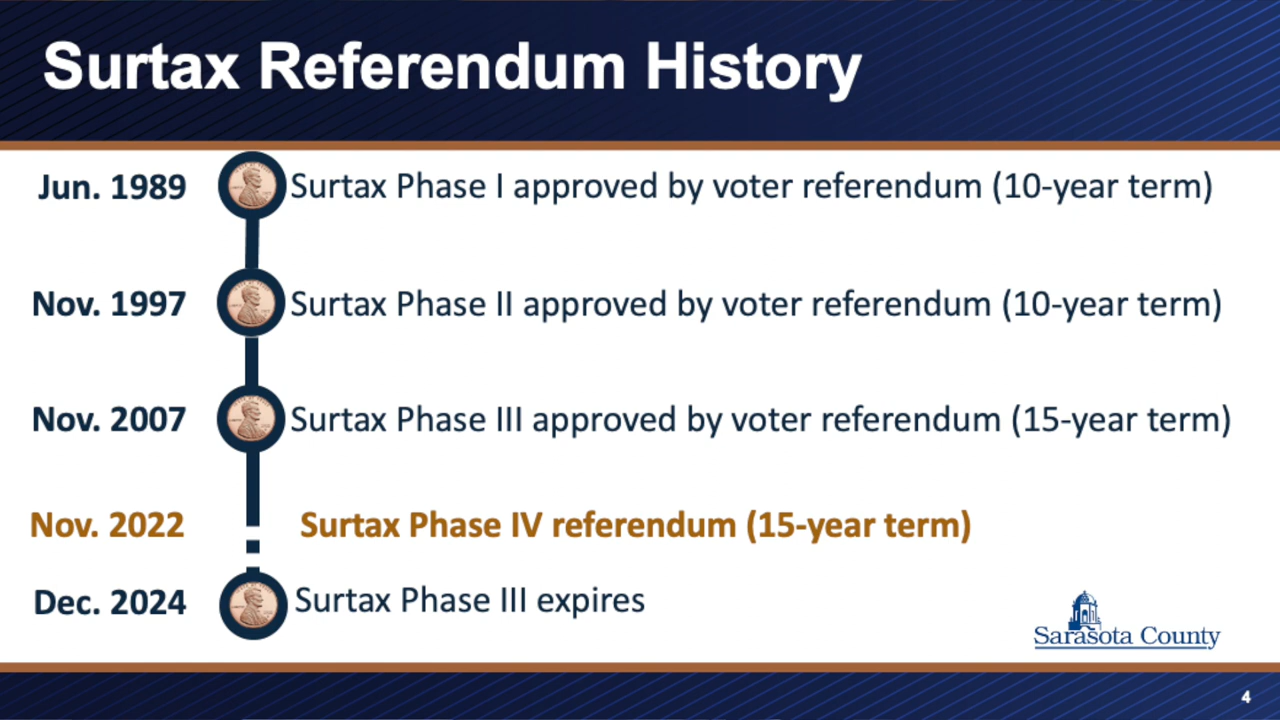 Surtax Referendum History
Jun. 1989 Surtax Phase I approved by voter referendum (10-year term)
Nov. 1997 Surtax Phase II approved by voter referendum (10-year term)
Nov. 2007 Surtax Phase III approved by voter referendum (15-year term)
Nov. 2022 Surtax Phase IV referendum (15-year term)
Dec. 2024 Surtax Phase III expires
Sarasota County
4